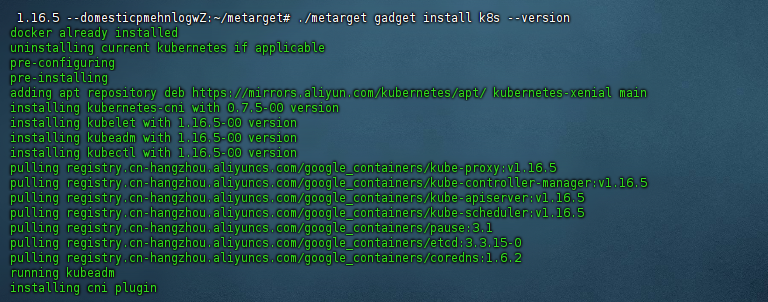 1.16.5 --domesticpmehnlogwZ:~/metarget# ./metarget gadget install k8s --version
docker already installed
uninstalling current kubernetes if applicable
pre-configuring
pre-installing
adding apt repository deb https://mirrors.aliyun.com/kubernetes/apt/ kubernetes-xenial main
installing kubernetes-cni with 0.7.5-00 version
installing kubelet with 1.16.5-00 version
installing kubeadm with 1.16.5-00 version
installing kubectl with 1.16.5-00 version
pulling registry.cn-hangzhou.aliyuncs.com/google_containers/kube-proxy:v1.16.5
pulling registry.cn-hangzhou.aliyuncs.com/google_containers/kube-controller-manager:v1.16.5
pulling registry.cn-hangzhou.aliyuncs.com/google_containers/kube-apiserver:v1.16.5
pulling registry.cn-hangzhou.aliyuncs.com/google_containers/kube-scheduler:v1.16.5
pulling registry.cn-hangzhou.aliyuncs.com/google_containers/pause:3.1
pulling registry.cn-hangzhou.aliyuncs.com/google_containers/etcd:3.3.15-0
pulling registry.cn-hangzhou.aliyuncs.com/google_containers/coredns:1.6.2
running kubeadm
installing cni plugin